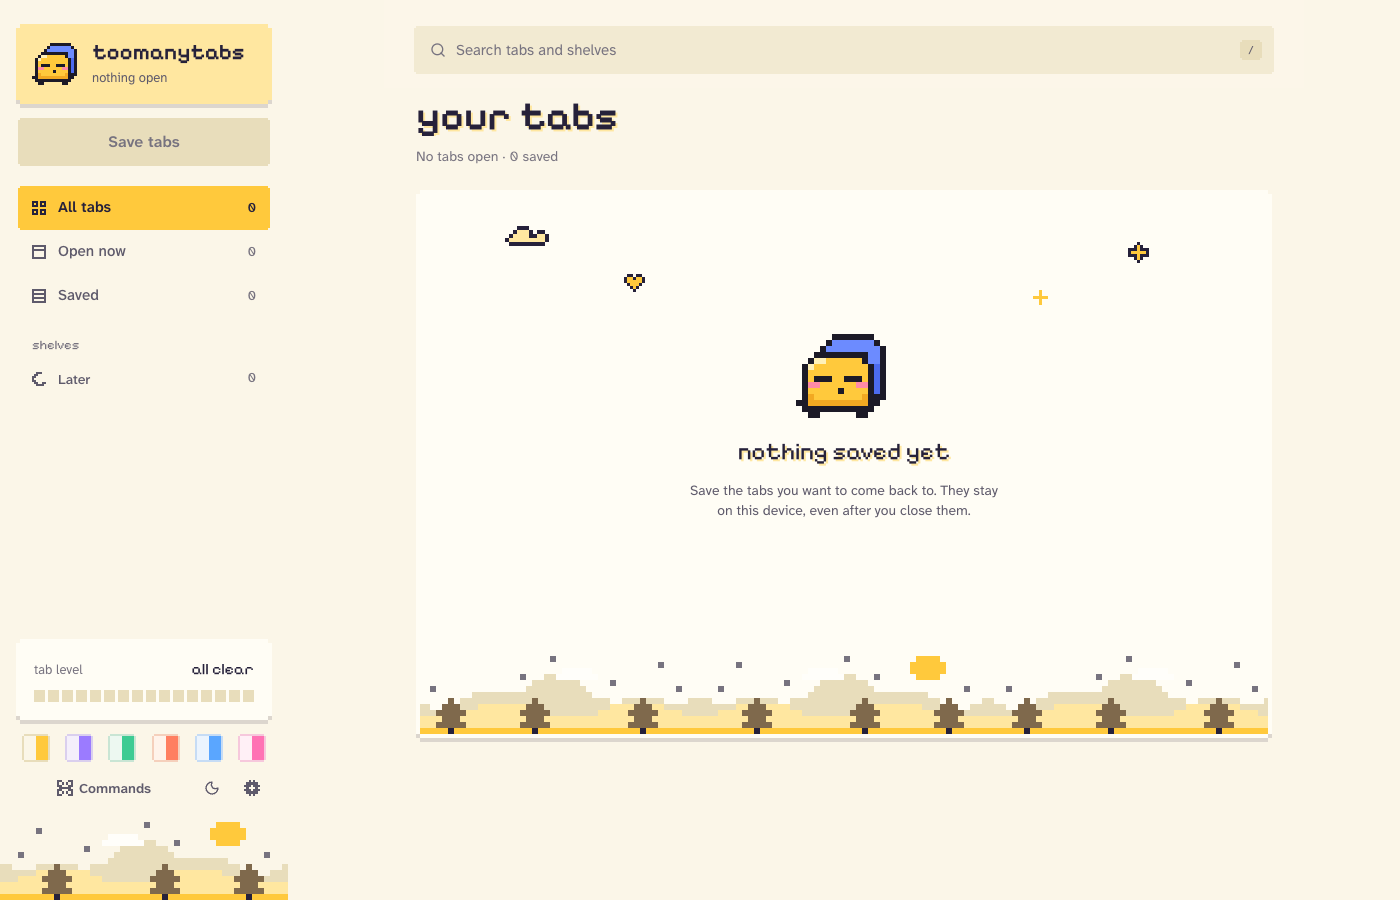 toomanytabs
nothing open
Save tabs
All tabs 0
Open now 0
Saved 0
shelves
Later 0
tab level all clear
Commands
Search tabs and shelves /
your tabs
No tabs open · 0 saved
nothing saved yet
Save the tabs you want to come back to. They stay
on this device, even after you close them.